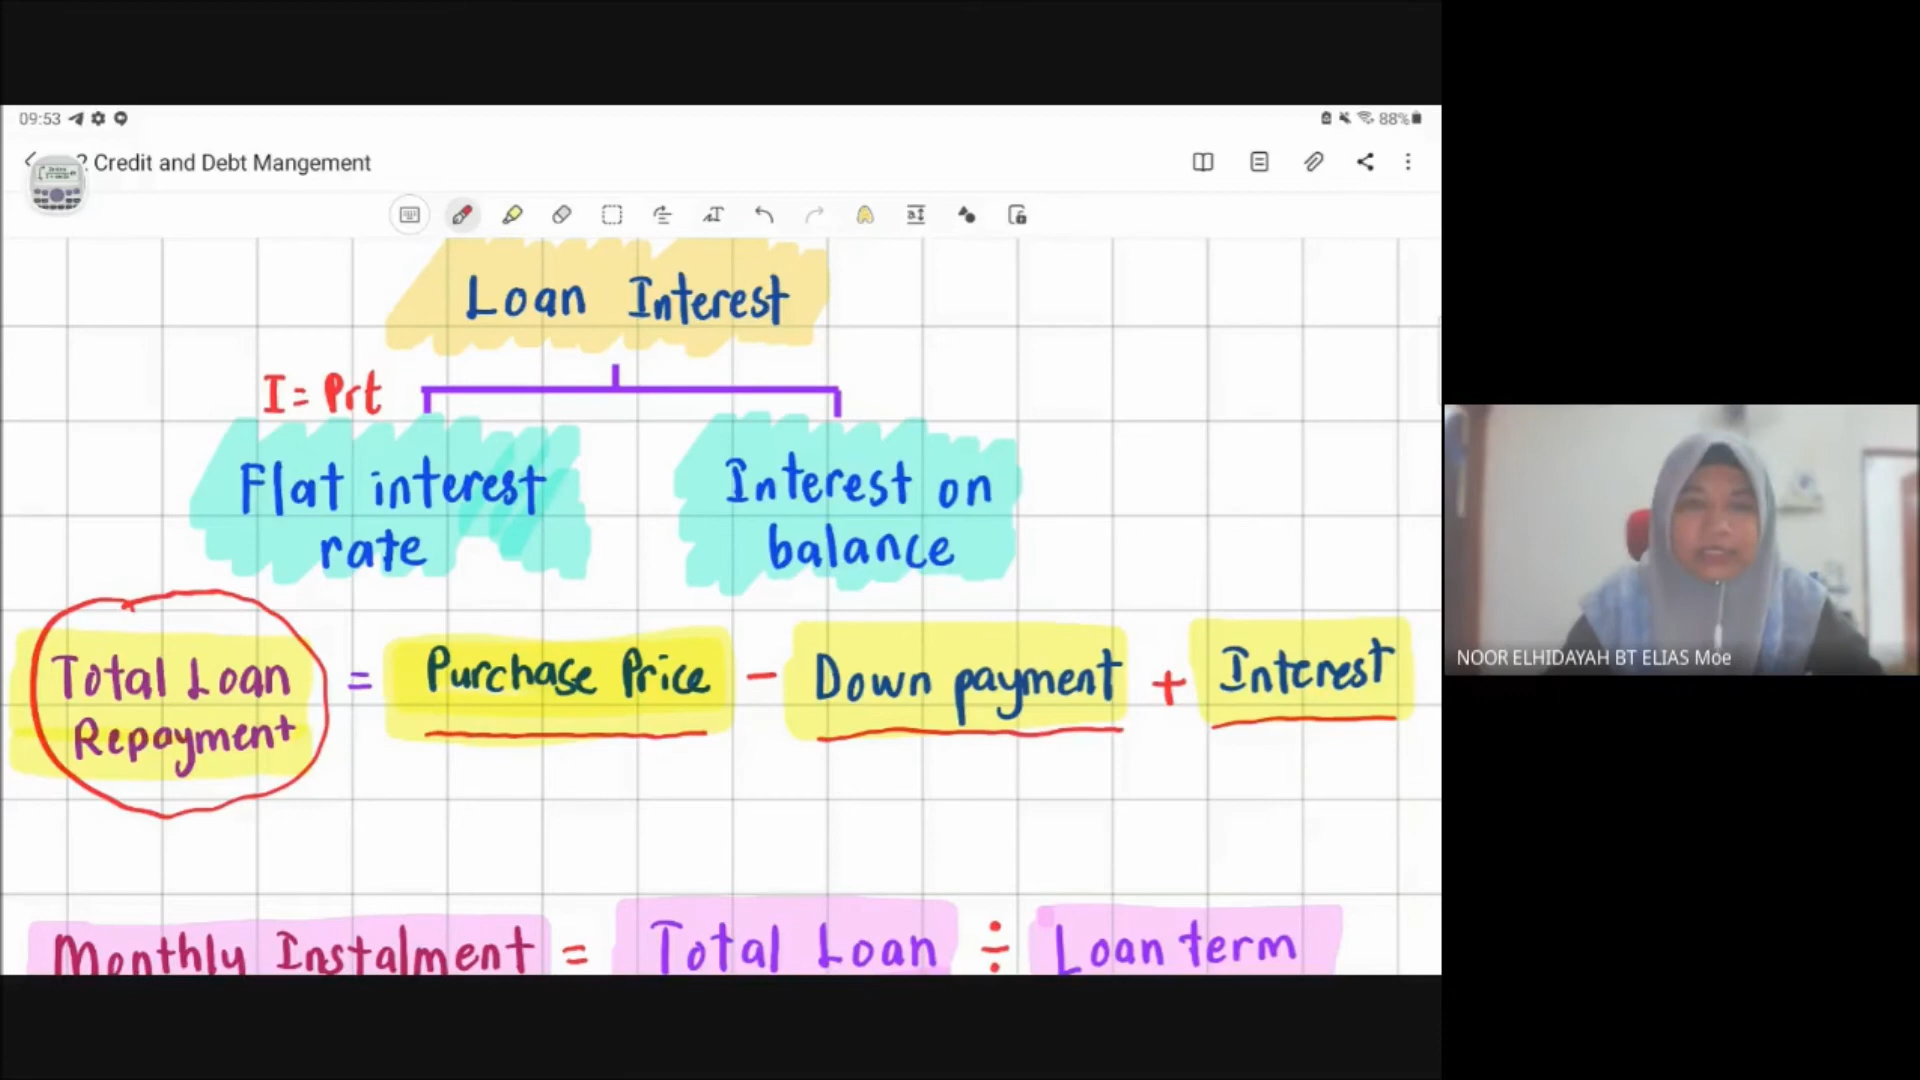 09:53 88%
2 Credit and Debt Mangement
Loan Interest
I = Prt
Flat interest rate
Interest on balance
Total Loan Repayment = Purchase Price - Down payment + Interest
Monthly Instalment = Total Loan ÷ Loan term
NOOR ELHIDAYAH BT ELIAS Moe